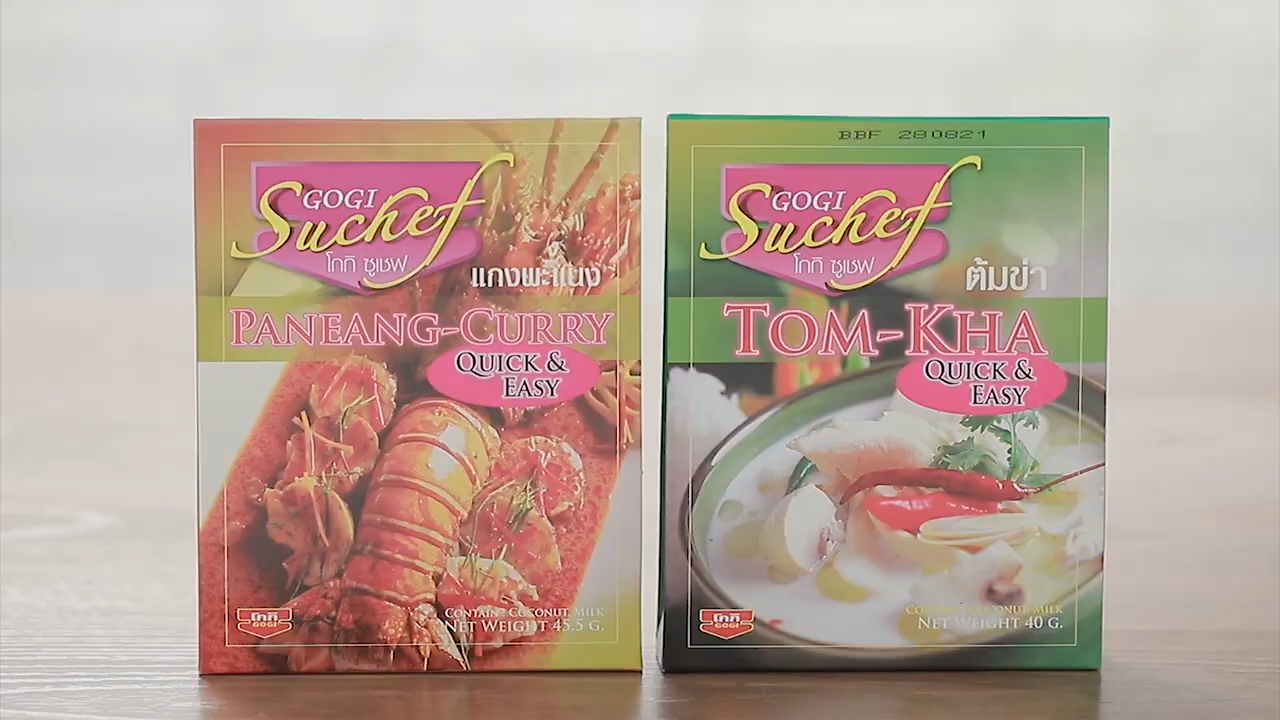 GOGI
Suchef
โกกิ ซูเชฟ
แกงพะแนง
PANEANG-CURRY
QUICK &
EASY
โกกิ
GOGI
CONTAINS COCONUT MILK
NET WEIGHT 45.5 G.
BBF 280821
GOGI
Suchef
โกกิ ซูเชฟ
ต้มข่า
TOM-KHA
QUICK &
EASY
โกกิ
GOGI
CONTAINS COCONUT MILK
NET WEIGHT 40 G.